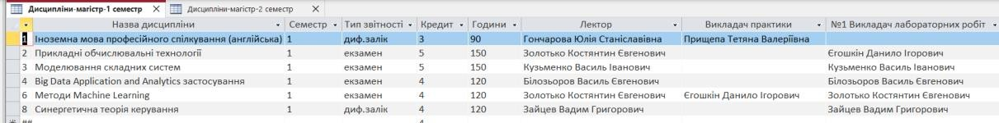 Дисципліни-магістр-1 семестр Дисципліни-магістр-2 семестр
Назва дисципліни Семестр Тип звітності Кредит Години Лектор Викладач практики №1 Викладач лабораторних робіт
1 Іноземна мова професійного спілкування (англійська) 1 диф.залік 3 90 Гончарова Юлія Станіславівна Прищепа Тетяна Валеріївна
2 Прикладні обчислювальні технології 1 екзамен 5 150 Золотько Костянтин Євгенович Єгошкін Данило Ігорович
3 Моделювання складних систем 1 екзамен 5 150 Кузьменко Василь Іванович Кузьменко Василь Іванович
4 Big Data Application and Analytics застосування 1 екзамен 4 120 Білозьоров Василь Євгенович Білозьоров Василь Євгенович
6 Методи Machine Learning 1 екзамен 4 120 Золотько Костянтин Євгенович Єгошкін Данило Ігорович Золотько Костянтин Євгенович
8 Синергетична теорія керування 1 диф.залік 4 120 Зайцев Вадим Григорович Зайцев Вадим Григорович
## 4